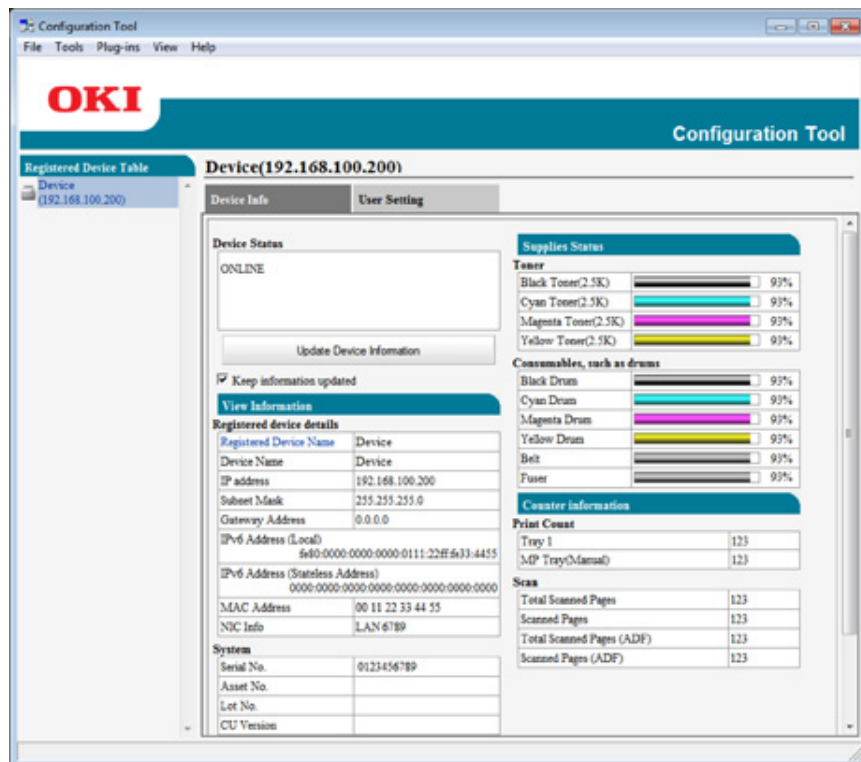 Configuration Tool
File Tools Plug-ins View Help
OKI
Configuration Tool
Registered Device Table
Device
(192.168.100.200)
Device(192.168.100.200)
Device Info User Setting
Device Status
ONLINE
Update Device Information
Keep information updated
View Information
Registered device details
Registered Device Name Device
Device Name Device
IP address 192.168.100.200
Subnet Mask 255.255.255.0
Gateway Address 0.0.0.0
IPv6 Address (Local)
fe80:0000:0000:0000:0111:22ff:fe33:4455
IPv6 Address (Stateless Address)
0000:0000:0000:0000:0000:0000:0000:0000
MAC Address 00 11 22 33 44 55
NIC Info LAN 6789
System
Serial No. 0123456789
Asset No.
Lot No.
CU Version
Supplies Status
Toner
Black Toner(2.5K) 93%
Cyan Toner(2.5K) 93%
Magenta Toner(2.5K) 93%
Yellow Toner(2.5K) 93%
Consumables, such as drums
Black Drum 93%
Cyan Drum 93%
Magenta Drum 93%
Yellow Drum 93%
Belt 93%
Fuser 93%
Counter information
Print Count
Tray 1 123
MP Tray(Manual) 123
Scan
Total Scanned Pages 123
Scanned Pages 123
Total Scanned Pages (ADF) 123
Scanned Pages (ADF) 123